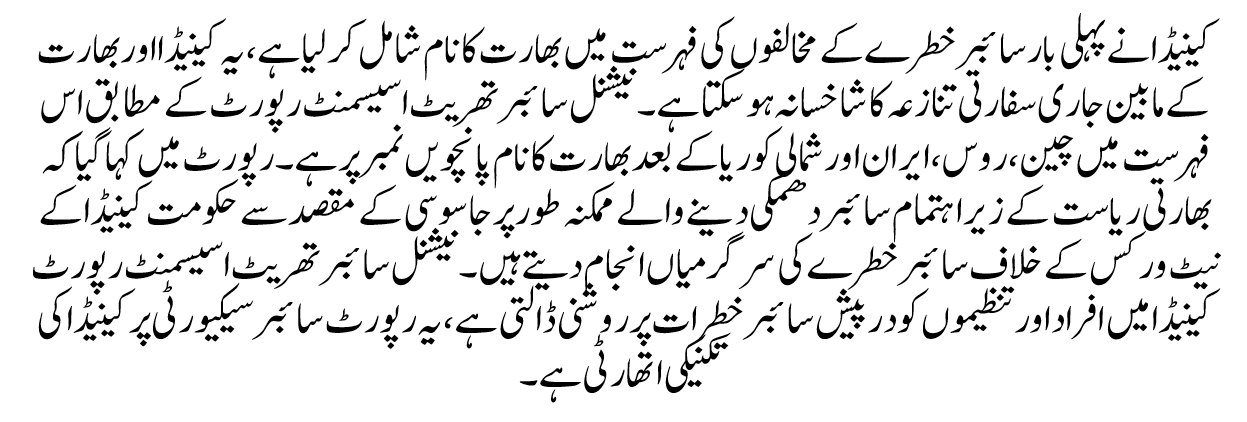 کینیڈا نے پہلی بار سائبر خطرے کے مخالفوں کی فہرست میں بھارت کا نام شامل کر لیا ہے، یہ کینیڈا اور بھارت
کے مابین جاری سفارتی تنازعہ کا شاخسانہ ہو سکتا ہے۔ نیشنل سائبر تھریٹ اسیسمنٹ رپورٹ کے مطابق اس
فہرست میں چین، روس، ایران اور شمالی کوریا کے بعد بھارت کا نام پانچویں نمبر پر ہے۔ رپورٹ میں کہا گیا کہ
بھارتی ریاست کے زیر اہتمام سائبر دھمکی دینے والے ممکنہ طور پر جاسوسی کے مقصد سے حکومت کینیڈا کے
نیٹ ورکس کے خلاف سائبر خطرے کی سرگرمیاں انجام دیتے ہیں۔ نیشنل سائبر تھریٹ اسیسمنٹ رپورٹ
کینیڈا میں افراد اور تنظیموں کو درپیش سائبر خطرات پر روشنی ڈالتی ہے، یہ رپورٹ سائبر سیکیورٹی پر کینیڈا کی
تکنیکی اتھارٹی ہے۔